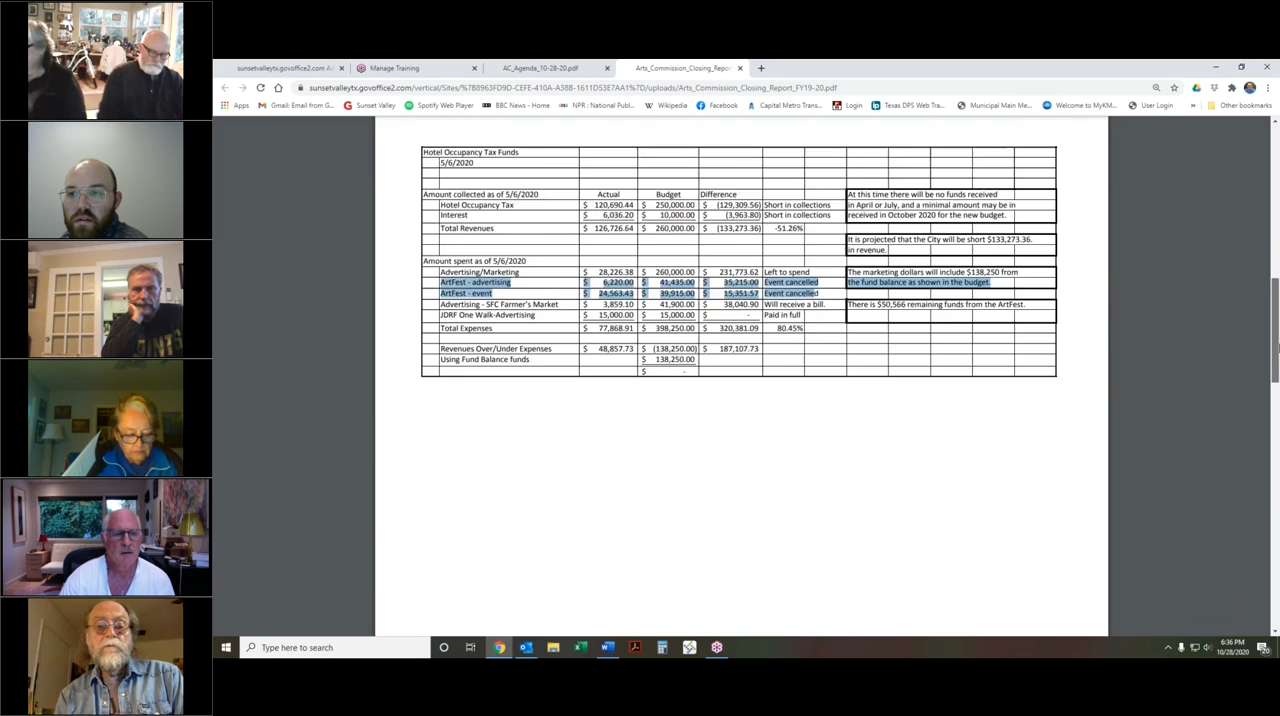 sunsetvalleytx.govoffice2.com A
Manage Training
AC_Agenda_10-28-20.pdf
Arts_Commission_Closing_Repor
sunsetvalleytx.govoffice2.com/vertical/Sites/%7B8963FD9D-CEFE-410A-A38B-1611D53E7AA1%7D/uploads/Arts_Commission_Closing_Report_FY19-20.pdf
Apps Gmail: Email from G... Sunset Valley Spotify Web Player BBC News - Home NPR : National Publ... Wikipedia Facebook Capital Metro Trans... Login Texas DPS Web Tra... Municipal Main Me... Welcome to MyKM... User Login » Other bookmarks
Hotel Occupancy Tax Funds
5/6/2020
Amount collected as of 5/6/2020 Actual Budget Difference
Hotel Occupancy Tax $ 120,690.44 $ 250,000.00 $ (129,309.56) Short in collections
Interest $ 6,036.20 $ 10,000.00 $ (3,963.80) Short in collections
Total Revenues $ 126,726.64 $ 260,000.00 $ (133,273.36) -51.26%
At this time there will be no funds received
in April or July, and a minimal amount may be in
received in October 2020 for the new budget.
It is projected that the City will be short $133,273.36.
in revenue.
Amount spent as of 5/6/2020
Advertising/Marketing $ 28,226.38 $ 260,000.00 $ 231,773.62 Left to spend
ArtFest - advertising $ 6,220.00 $ 41,435.00 $ 35,215.00 Event cancelled
ArtFest - event $ 24,563.43 $ 39,915.00 $ 15,351.57 Event cancelled
Advertising - SFC Farmer's Market $ 3,859.10 $ 41,900.00 $ 38,040.90 Will receive a bill.
JDRF One Walk-Advertising $ 15,000.00 $ 15,000.00 $ - Paid in full
Total Expenses $ 77,868.91 $ 398,250.00 $ 320,381.09 80.45%
The marketing dollars will include $138,250 from
the fund balance as shown in the budget.
There is $50,566 remaining funds from the ArtFest.
Revenues Over/Under Expenses $ 48,857.73 $ (138,250.00) $ 187,107.73
Using Fund Balance funds $ 138,250.00
$ -
Type here to search
6:36 PM
10/28/2020
20